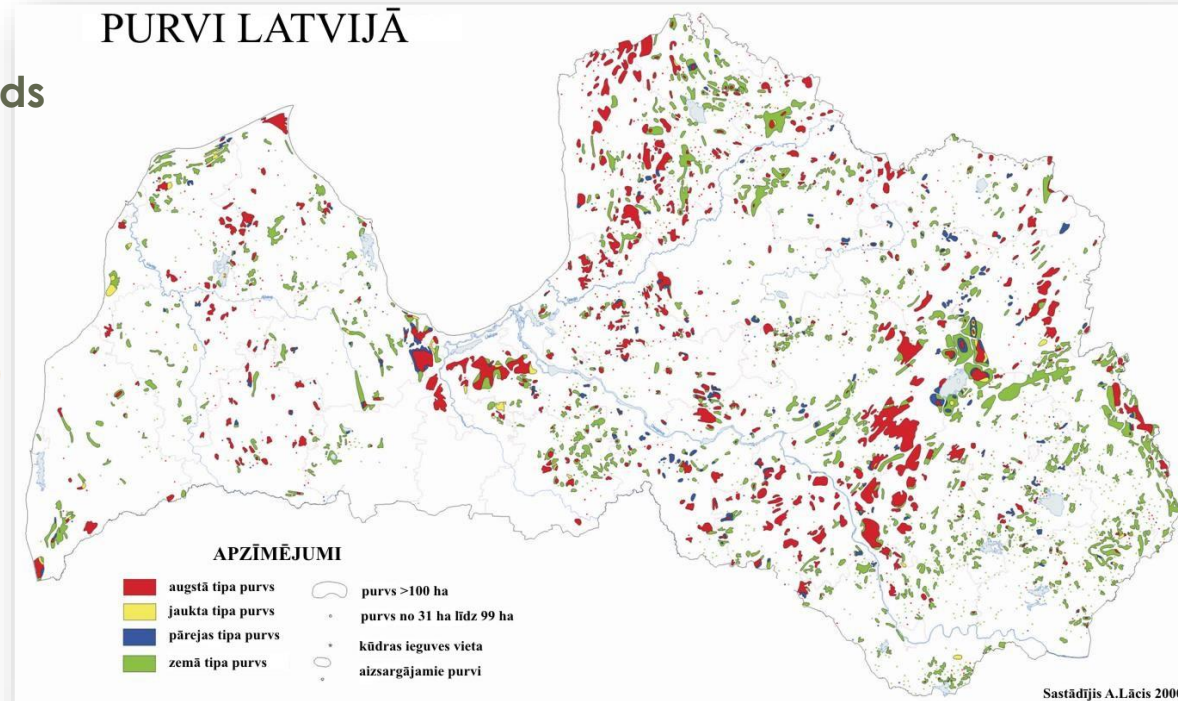 PURVI LATVIJĀ
ds
APZĪMĒJUMI
augstā tipa purvs
jaukta tipa purvs
pārejas tipa purvs
zemā tipa purvs
purvs >100 ha
purvs no 31 ha līdz 99 ha
kūdras ieguves vieta
aizsargājamie purvi
Sastādījis A.Lācis